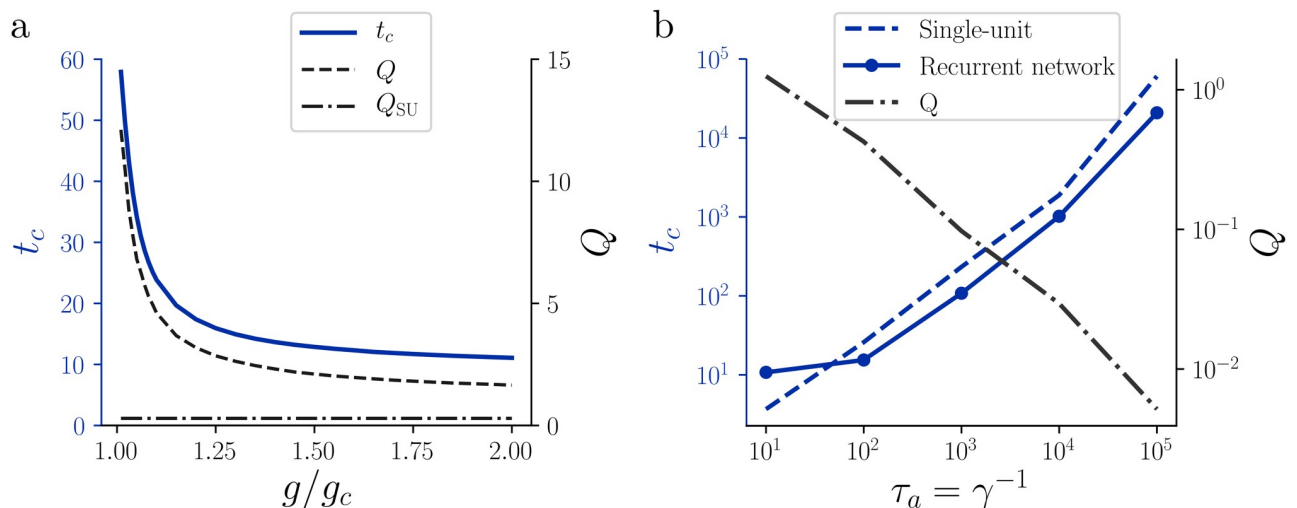 a
t_c
Q
Q_SU
60
50
40
30
20
10
0
t_c
15
10
5
0
Q
1.00 1.25 1.50 1.75 2.00
g/g_c
b
Single-unit
Recurrent network
Q
10^5
10^4
10^3
10^2
10^1
t_c
10^0
10^−1
10^−2
Q
10^1 10^2 10^3 10^4 10^5
τ_a = γ^−1